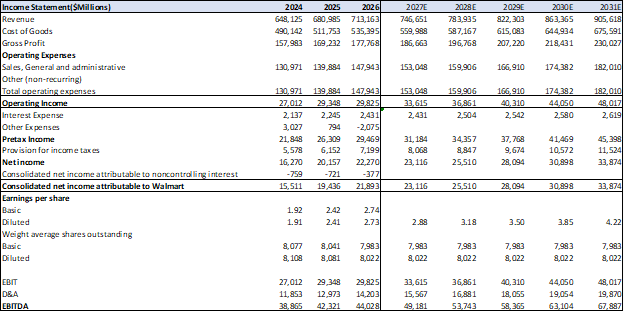 Income Statement($Millions) 2024 2025 2026 2027E 2028E 2029E 2030E 2031E
Revenue 648,125 680,985 713,163 746,651 783,935 822,303 863,365 905,618
Cost of Goods 490,142 511,753 535,395 559,988 587,167 615,083 644,934 675,591
Gross Profit 157,983 169,232 177,768 186,663 196,768 207,220 218,431 230,027
Operating Expenses
Sales, General and administrative 130,971 139,884 147,943 153,048 159,906 166,910 174,382 182,010
Other (non-recurring)
Total operating expenses 130,971 139,884 147,943 153,048 159,906 166,910 174,382 182,010
Operating Income 27,012 29,348 29,825 33,615 36,861 40,310 44,050 48,017
Interest Expense 2,137 2,245 2,431 2,431 2,504 2,542 2,580 2,619
Other Expenses 3,027 794 -2,075
Pretax Income 21,848 26,309 29,469 31,184 34,357 37,768 41,469 45,398
Provision for income taxes 5,578 6,152 7,199 8,068 8,847 9,674 10,572 11,524
Net income 16,270 20,157 22,270 23,116 25,510 28,094 30,898 33,874
Consolidated net income attributable to noncontrolling interest -759 -721 -377
Consolidated net income attributable to Walmart 15,511 19,436 21,893 23,116 25,510 28,094 30,898 33,874
Earnings per share
Basic 1.92 2.42 2.74
Diluted 1.91 2.41 2.73 2.88 3.18 3.50 3.85 4.22
Weight average shares outstanding
Basic 8,077 8,041 7,983 7,983 7,983 7,983 7,983 7,983
Diluted 8,108 8,081 8,022 8,022 8,022 8,022 8,022 8,022
EBIT 27,012 29,348 29,825 33,615 36,861 40,310 44,050 48,017
D&A 11,853 12,973 14,203 15,567 16,881 18,055 19,054 19,870
EBITDA 38,865 42,321 44,028 49,181 53,743 58,365 63,104 67,887